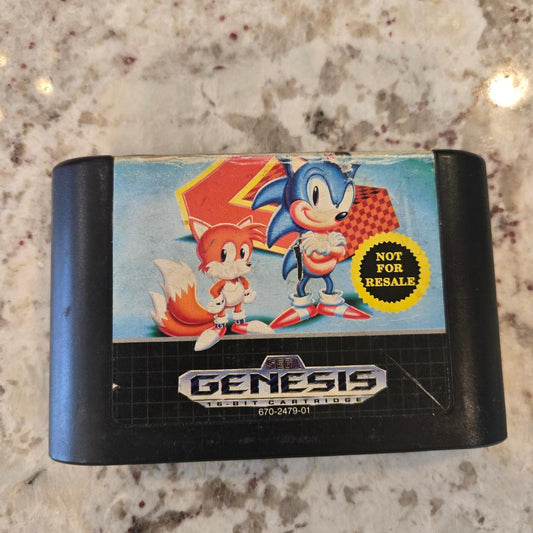 NOT
FOR
RESALE
SEGA
GENESIS
16-BIT CARTRIDGE
670-2479-01